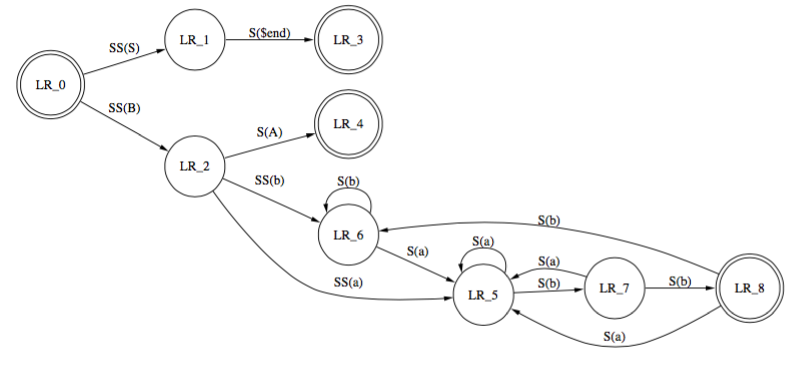 LR_0
SS(S)
SS(B)
LR_1
S($end)
LR_3
LR_2
S(A)
LR_4
SS(b)
SS(a)
S(b)
LR_6
S(a)
S(b)
S(a)
LR_5
S(a)
S(b)
LR_7
S(b)
LR_8
S(a)